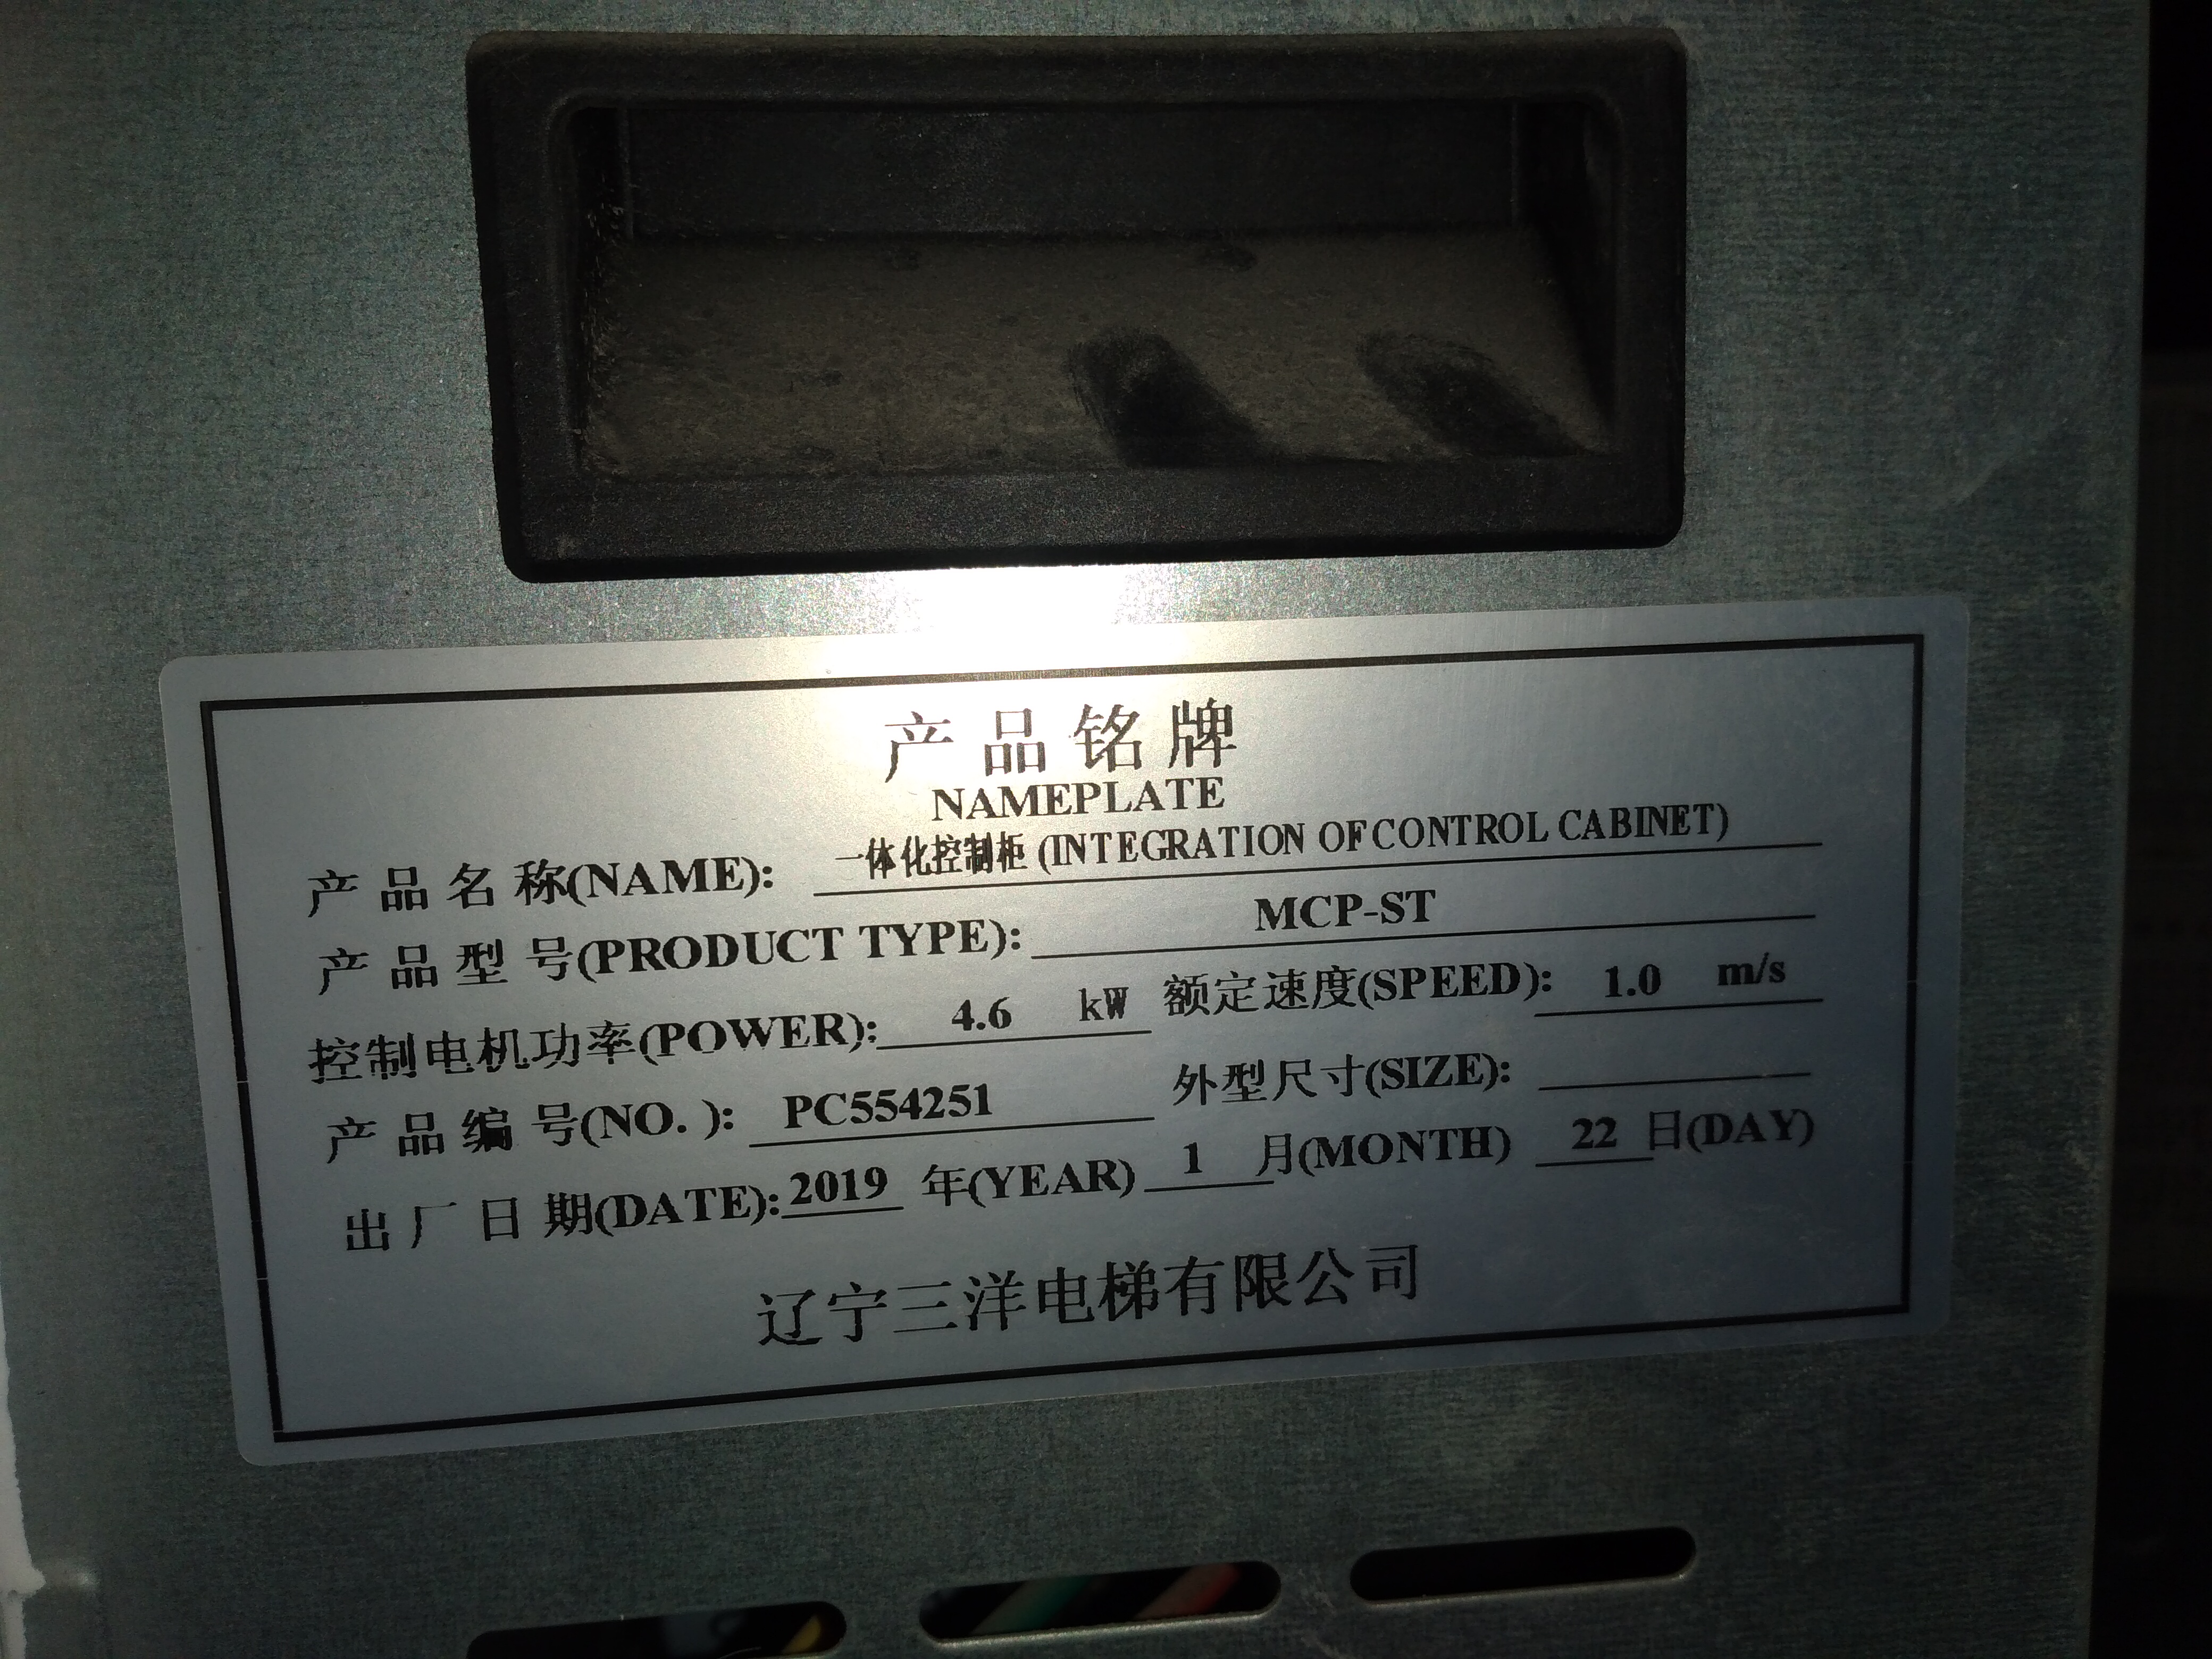 产品铭牌
NAMEPLATE
产品名称(NAME): 一体化控制柜 (INTEGRATION OF CONTROL CABINET)
产品型号(PRODUCT TYPE): MCP-ST
控制电机功率(POWER): 4.6 kW 额定速度(SPEED): 1.0 m/s
产品编号(NO. ): PC554251 外型尺寸(SIZE):
出厂日期(DATE): 2019 年(YEAR) 1 月(MONTH) 22 日(DAY)
辽宁三洋电梯有限公司